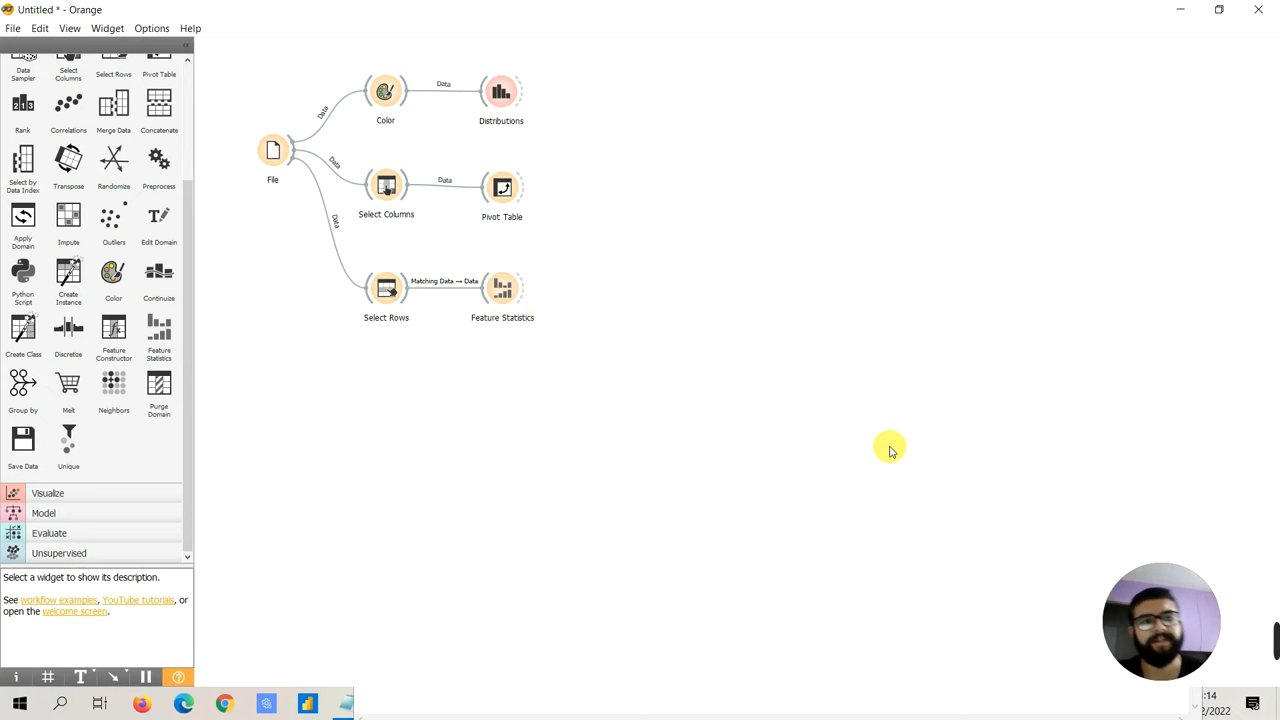 Untitled * - Orange
File Edit View Widget Options Help
Data Sampler
Select Columns
Select Rows
Pivot Table
Rank
Correlations
Merge Data
Concatenate
Select by Data Index
Transpose
Randomize
Preprocess
Apply Domain
Impute
Outliers
Edit Domain
Python Script
Create Instance
Color
Continuize
Create Class
Discretize
Feature Constructor
Feature Statistics
Group by
Melt
Neighbors
Purge Domain
Save Data
Unique
Visualize
Model
Evaluate
Unsupervised
Select a widget to show its description.
See workflow examples, YouTube tutorials, or
open the welcome screen.
File
Data
Color
Data
Distributions
Data
Select Columns
Data
Pivot Table
Data
Select Rows
Matching Data → Data
Feature Statistics
:14
/2022